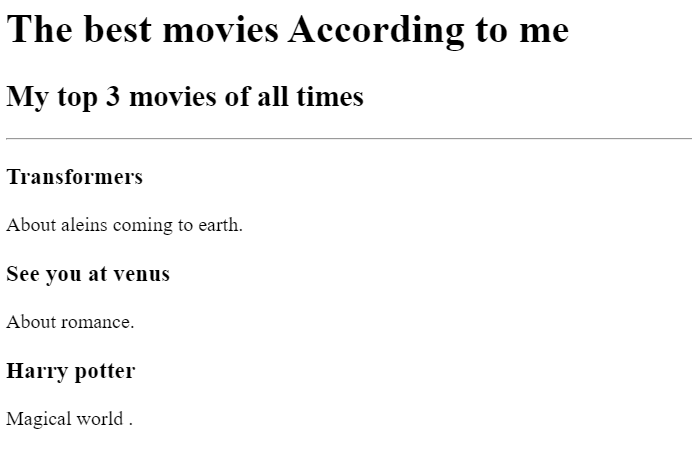 The best movies According to me
My top 3 movies of all times
Transformers
About aleins coming to earth.
See you at venus
About romance.
Harry potter
Magical world .